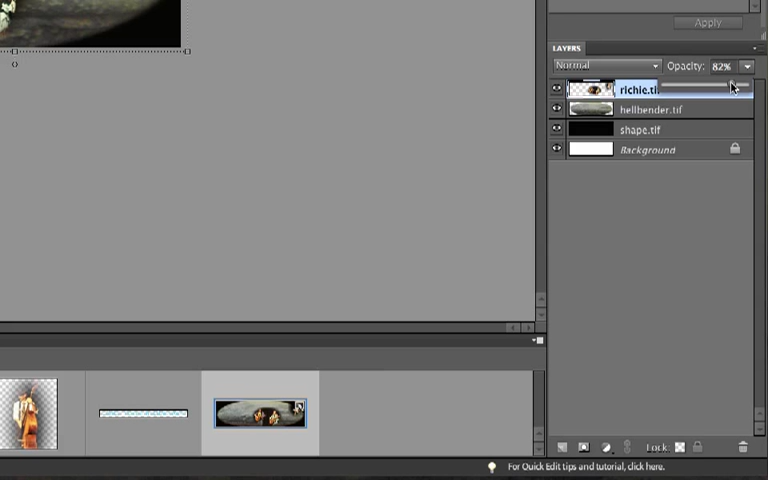 Apply
LAYERS
Normal Opacity: 82%
richie.tif
hellbender.tif
shape.tif
Background
Lock:
For Quick Edit tips and tutorial, click here.